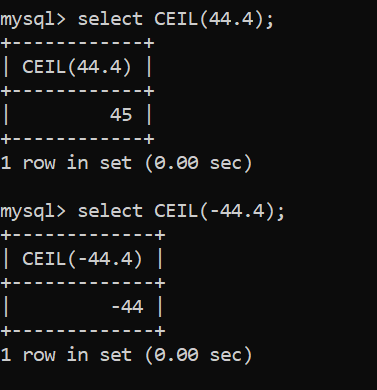 mysql> select CEIL(44.4);
+------------+
| CEIL(44.4) |
+------------+
|         45 |
+------------+
1 row in set (0.00 sec)

mysql> select CEIL(-44.4);
+-------------+
| CEIL(-44.4) |
+-------------+
|         -44 |
+-------------+
1 row in set (0.00 sec)